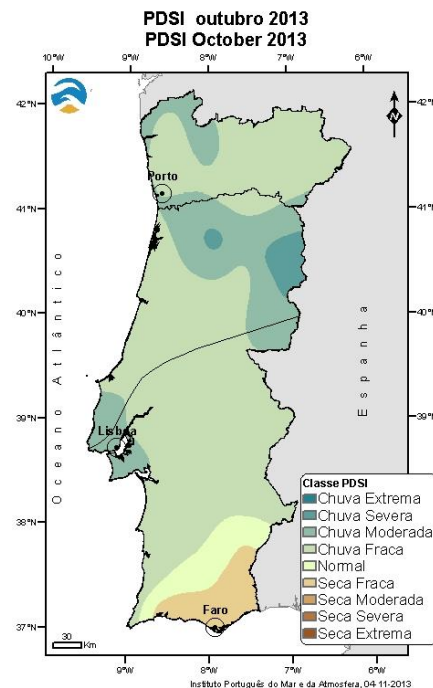 PDSI outubro 2013
PDSI October 2013
10°W 9°W 8°W 7°W 6°W
42°N 42°N
N
Porto
41°N 41°N
40°N 40°N
Oceano Atlântico
Espanha
39°N 39°N
Lisboa
Classe PDSI
Chuva Extrema
Chuva Severa
Chuva Moderada
Chuva Fraca
Normal
Seca Fraca
Seca Moderada
Seca Severa
Seca Extrema
38°N
Faro
37°N 37°N
30
Km
9°W 8°W 7°W 6°W
Instituto Português do Mar e da Atmosfera, 04-11-2013